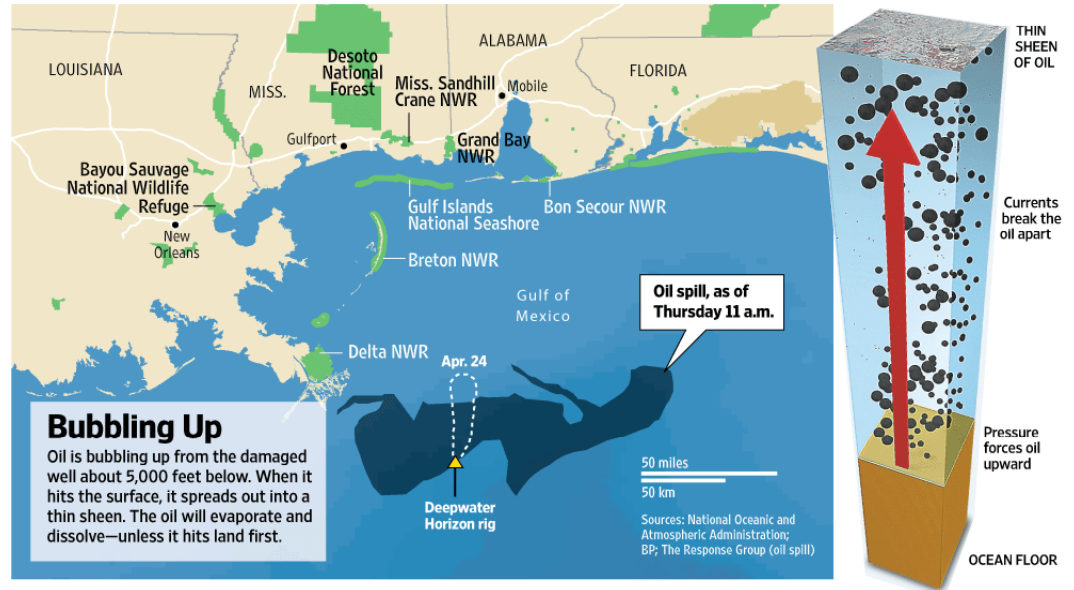 LOUISIANA
MISS.
Desoto
National
Forest
ALABAMA
Miss. Sandhill
Crane NWR
Mobile
FLORIDA
Gulfport
Grand Bay
NWR
Bayou Sauvage
National Wildlife
Refuge
New
Orleans
Gulf Islands
National Seashore
Bon Secour NWR
Breton NWR
Gulf of
Mexico
Oil spill, as of
Thursday 11 a.m.
Delta NWR
Apr. 24
Deepwater
Horizon rig
Bubbling Up
Oil is bubbling up from the damaged
well about 5,000 feet below. When it
hits the surface, it spreads out into a
thin sheen. The oil will evaporate and
dissolve—unless it hits land first.
50 miles
50 km
Sources: National Oceanic and
Atmospheric Administration;
BP; The Response Group (oil spill)
THIN
SHEEN
OF OIL
Currents
break the
oil apart
Pressure
forces oil
upward
OCEAN FLOOR